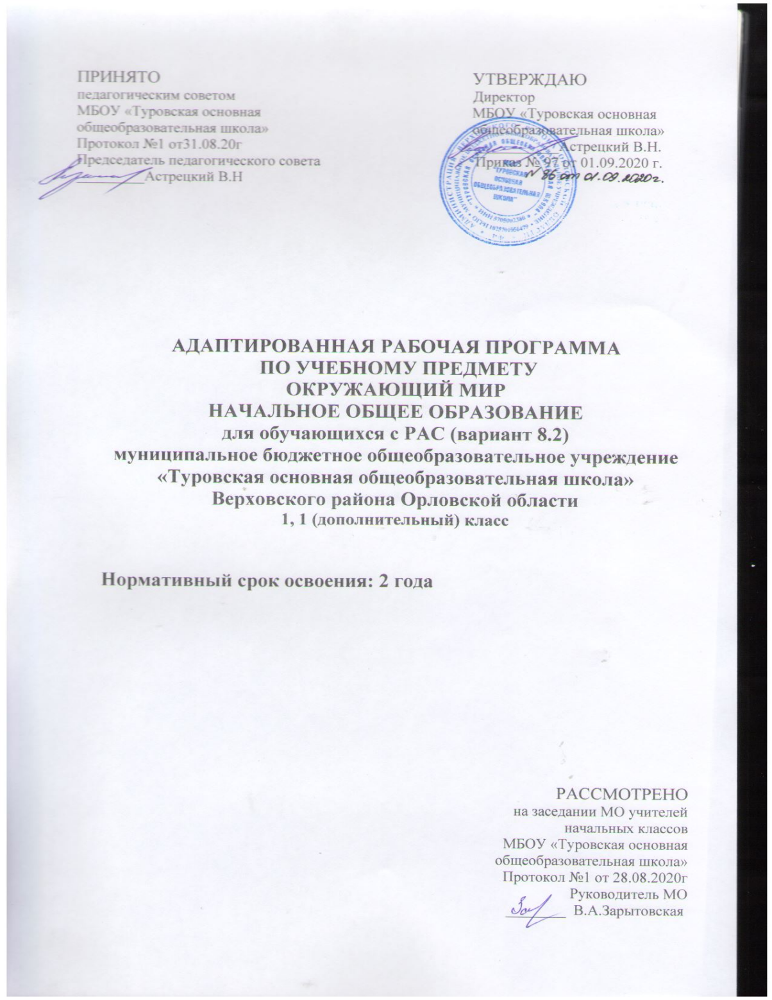 ПРИНЯТО
педагогическим советом
МБОУ «Туровская основная
общеобразовательная школа»
Протокол №1 от31.08.20г
Председатель педагогического совета
_________Астрецкий В.Н
УТВЕРЖДАЮ
Директор
МБОУ «Туровская основная
общеобразовательная школа»
Астрецкий В.Н.
Приказ № 97 от 01.09.2020 г.
№ 86 от 01.09.2020г.
"ТУРОВСКАЯ
ОСНОВНАЯ
ОБЩЕОБРАЗОВАТЕЛЬНАЯ
ШКОЛА"
АДАПТИРОВАННАЯ РАБОЧАЯ ПРОГРАММА
ПО УЧЕБНОМУ ПРЕДМЕТУ
ОКРУЖАЮЩИЙ МИР
НАЧАЛЬНОЕ ОБЩЕЕ ОБРАЗОВАНИЕ
для обучающихся с РАС (вариант 8.2)
муниципальное бюджетное общеобразовательное учреждение
«Туровская основная общеобразовательная школа»
Верховского района Орловской области
1, 1 (дополнительный) класс
Нормативный срок освоения: 2 года
РАССМОТРЕНО
на заседании МО учителей
начальных классов
МБОУ «Туровская основная
общеобразовательная школа»
Протокол №1 от 28.08.2020г
Руководитель МО
________ В.А.Зарытовская